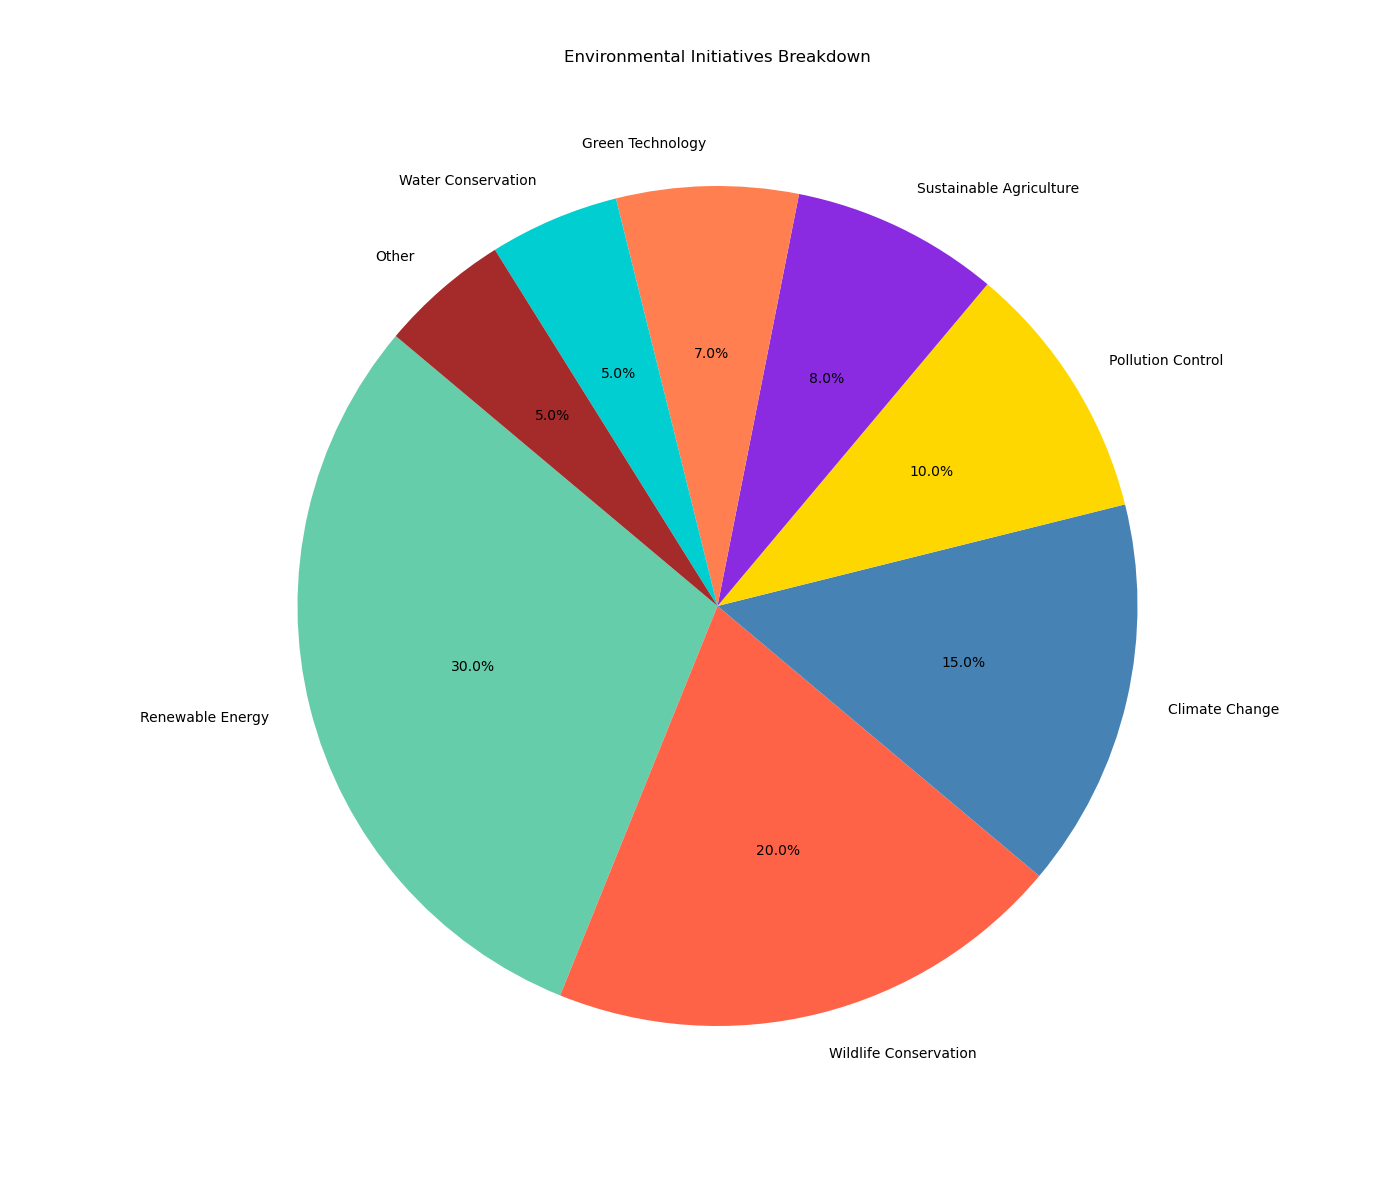 Environmental Initiatives Breakdown
Green Technology
Water Conservation
Sustainable Agriculture
Other
7.0%
Pollution Control
5.0%
8.0%
5.0%
10.0%
15.0%
30.0%
Climate Change
Renewable Energy
20.0%
Wildlife Conservation